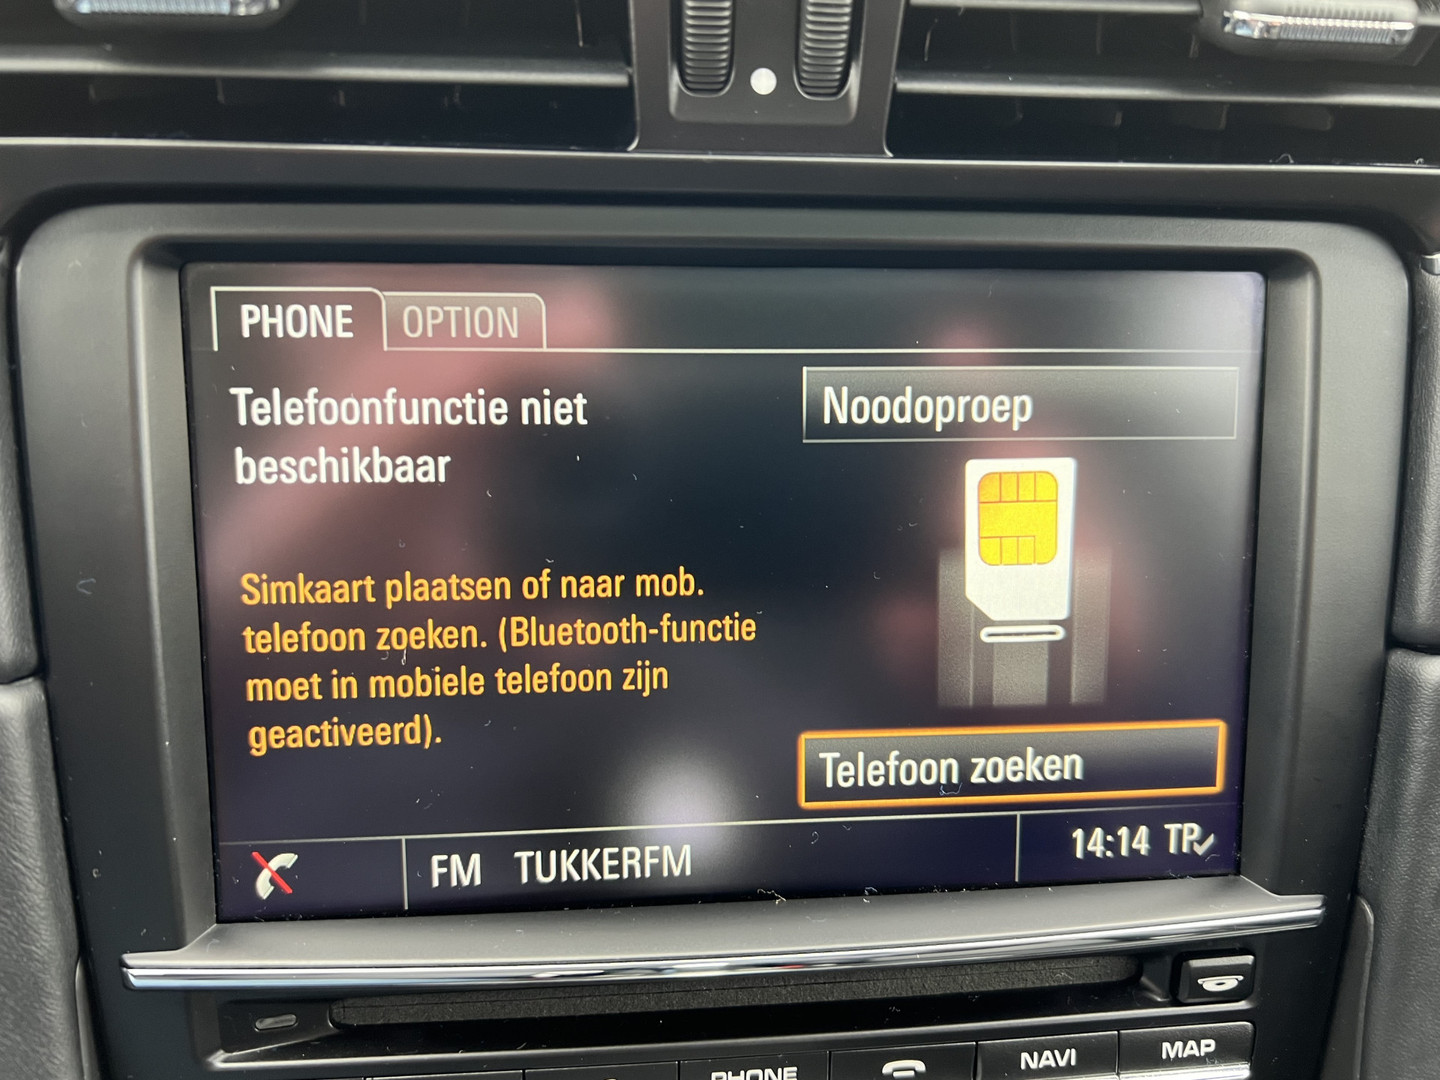 PHONE OPTION
Telefoonfunctie niet
beschikbaar
Noodoproep
Simkaart plaatsen of naar mob.
telefoon zoeken. (Bluetooth-functie
moet in mobiele telefoon zijn
geactiveerd).
Telefoon zoeken
FM TUKKERFM 14:14 TP
PHONE NAVI MAP